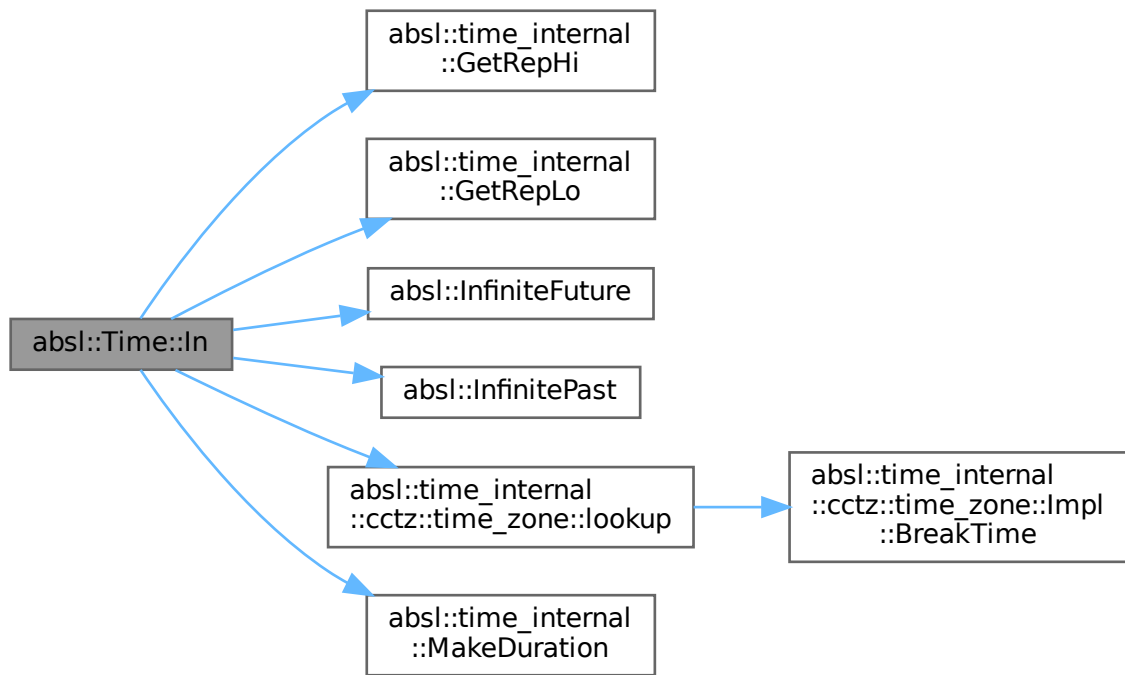 absl::time_internal
::GetRepHi
absl::time_internal
::GetRepLo
absl::InfiniteFuture
absl::Time::In
absl::InfinitePast
absl::time_internal
::cctz::time_zone::lookup
absl::time_internal
::cctz::time_zone::Impl
::BreakTime
absl::time_internal
::MakeDuration